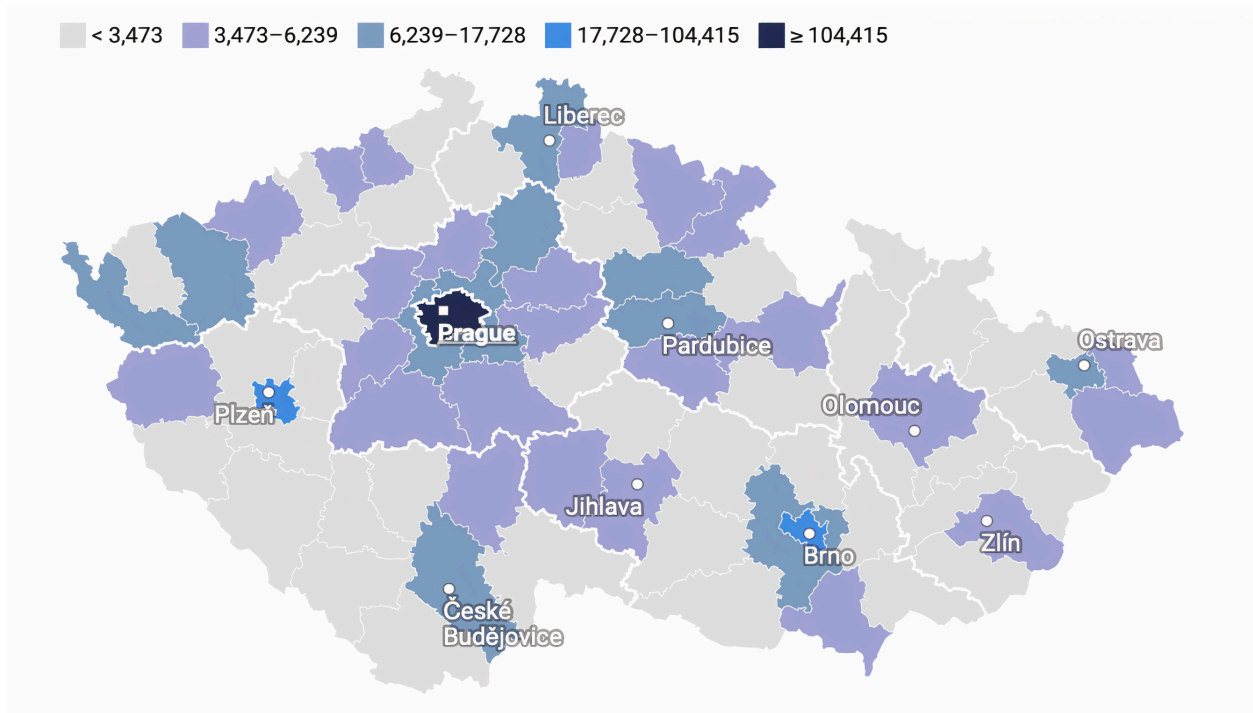 < 3,473 3,473–6,239 6,239–17,728 17,728–104,415 ≥ 104,415
Liberec
Prague
Pardubice
Ostrava
Plzeň
Olomouc
Jihlava
Zlín
Brno
České
Budějovice